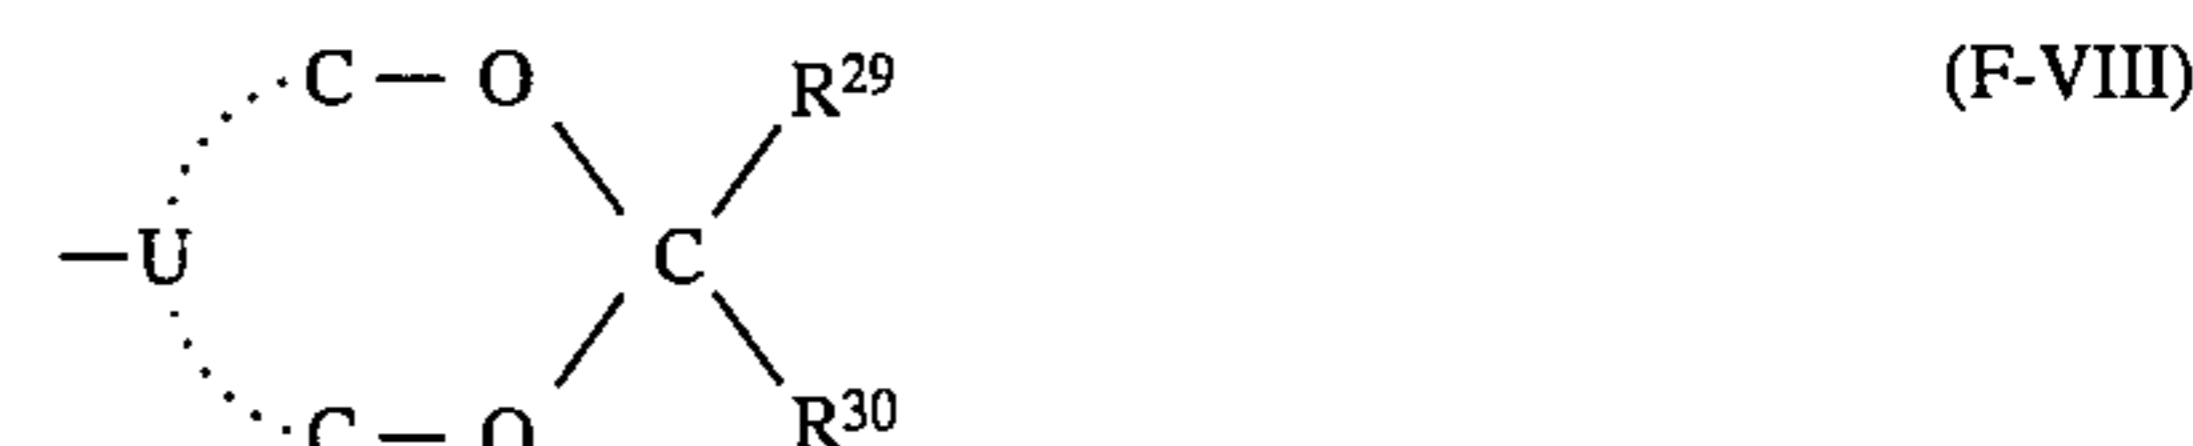 C — O R²⁹ (F-VIII)
—U C
C — O R³⁰